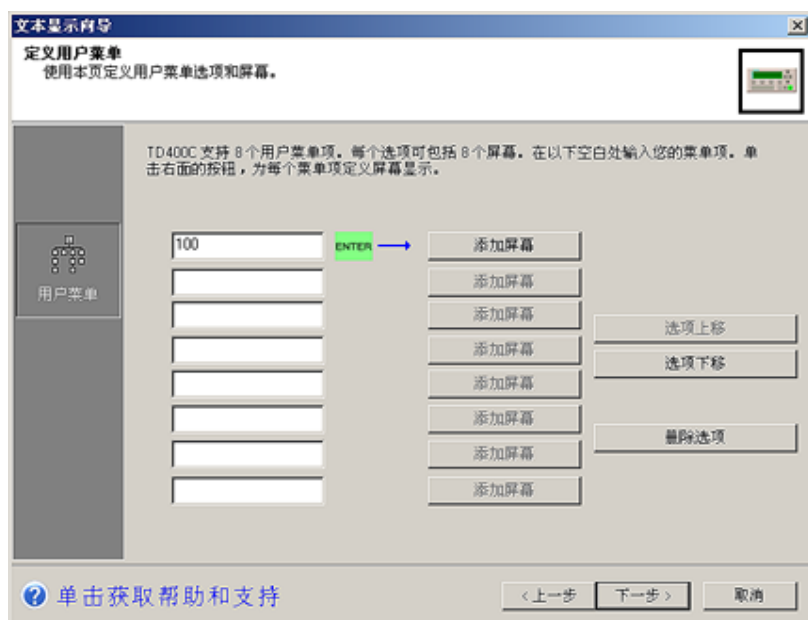 文本显示向导
定义用户菜单
使用本页定义用户菜单选项和屏幕。
TD400C 支持 8 个用户菜单项。每个选项可包括 8 个屏幕。在以下空白处输入您的菜单项。单
击右面的按钮，为每个菜单项定义屏幕显示。
100
ENTER
添加屏幕
添加屏幕
用户菜单
添加屏幕
选项上移
添加屏幕
选项下移
添加屏幕
添加屏幕
删除选项
添加屏幕
添加屏幕
单击获取帮助和支持
<上一步
下一步>
取消